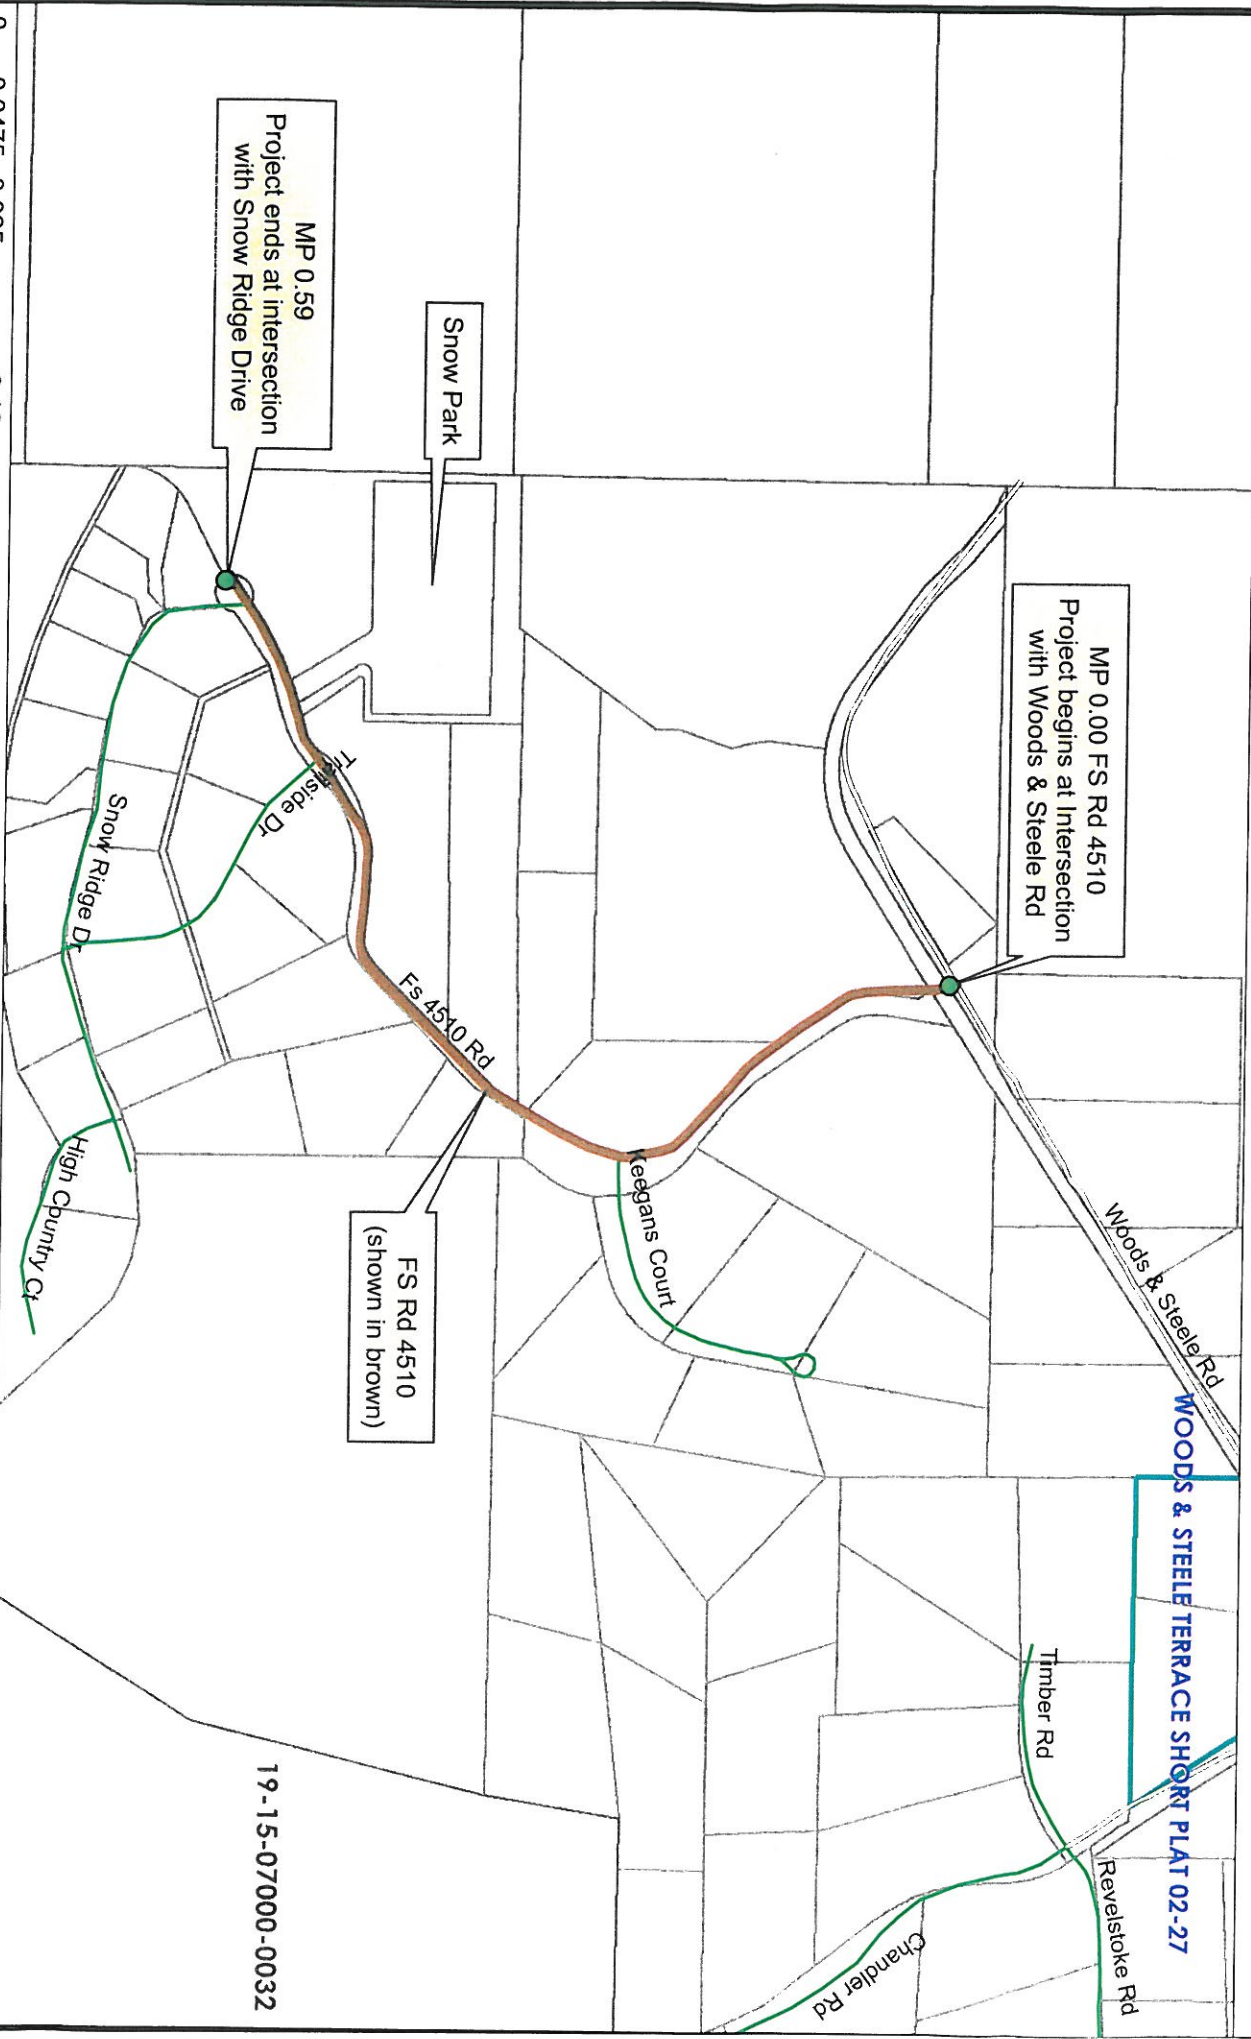 WOODS & STEELE TERRACE SHORT PLAT 02-27
Revelstoke Rd
Woods & Steele Rd
MP 0.00 FS Rd 4510
Project begins at Intersection
with Woods & Steele Rd
Timber Rd
Chandler Rd
Keegans Court
Snow Park
Fs 4510 Rd
FS Rd 4510
(shown in brown)
Trailside Dr
MP 0.59
Project ends at intersection
with Snow Ridge Drive
19-15-07000-0032
Snow Ridge Dr
High Country Ct